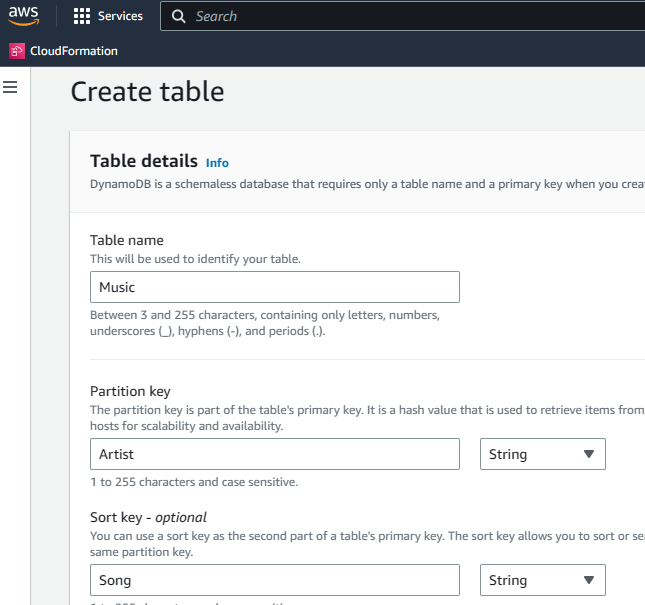 aws
Services
Search
CloudFormation
Create table
Table details Info
DynamoDB is a schemaless database that requires only a table name and a primary key when you
Table name
This will be used to identify your table.
Music
Between 3 and 255 characters, containing only letters, numbers,
underscores (_), hyphens (-), and periods (.).
Partition key
The partition key is part of the table's primary key. It is a hash value that is used to retrieve items from
hosts for scalability and availability.
Artist
String
1 to 255 characters and case sensitive.
Sort key - optional
You can use a sort key as the second part of a table's primary key. The sort key allows you to sort or
same partition key.
Song
String